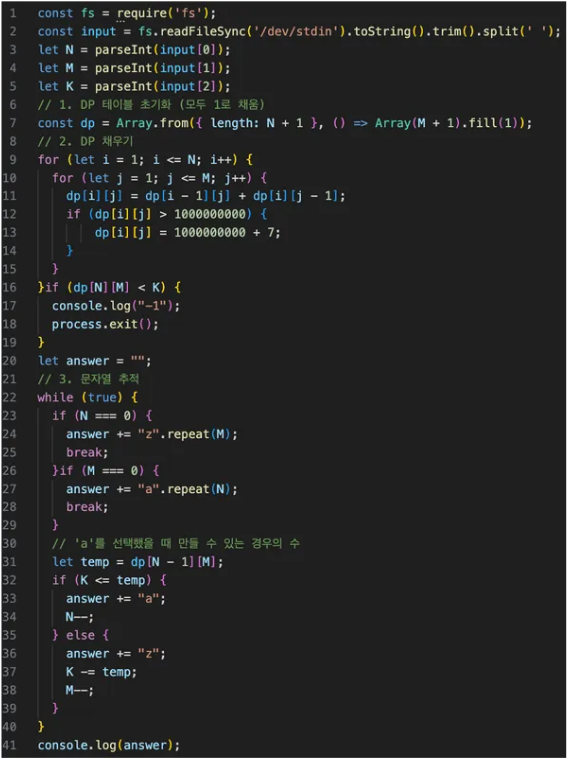 1 const fs = require('fs');
2 const input = fs.readFileSync('/dev/stdin').toString().trim().split(' ');
3 let N = parseInt(input[0]);
4 let M = parseInt(input[1]);
5 let K = parseInt(input[2]);
6 // 1. DP 테이블 초기화 (모두 1로 채움)
7 const dp = Array.from({ length: N + 1 }, () => Array(M + 1).fill(1));
8 // 2. DP 채우기
9 for (let i = 1; i <= N; i++) {
10 for (let j = 1; j <= M; j++) {
11 dp[i][j] = dp[i - 1][j] + dp[i][j - 1];
12 if (dp[i][j] > 1000000000) {
13 dp[i][j] = 1000000000 + 7;
14 }
15 }
16 }if (dp[N][M] < K) {
17 console.log("-1");
18 process.exit();
19 }
20 let answer = "";
21 // 3. 문자열 추적
22 while (true) {
23 if (N === 0) {
24 answer += "z".repeat(M);
25 break;
26 }if (M === 0) {
27 answer += "a".repeat(N);
28 break;
29 }
30 // 'a'를 선택했을 때 만들 수 있는 경우의 수
31 let temp = dp[N - 1][M];
32 if (K <= temp) {
33 answer += "a";
34 N--;
35 } else {
36 answer += "z";
37 K -= temp;
38 M--;
39 }
40 }
41 console.log(answer);